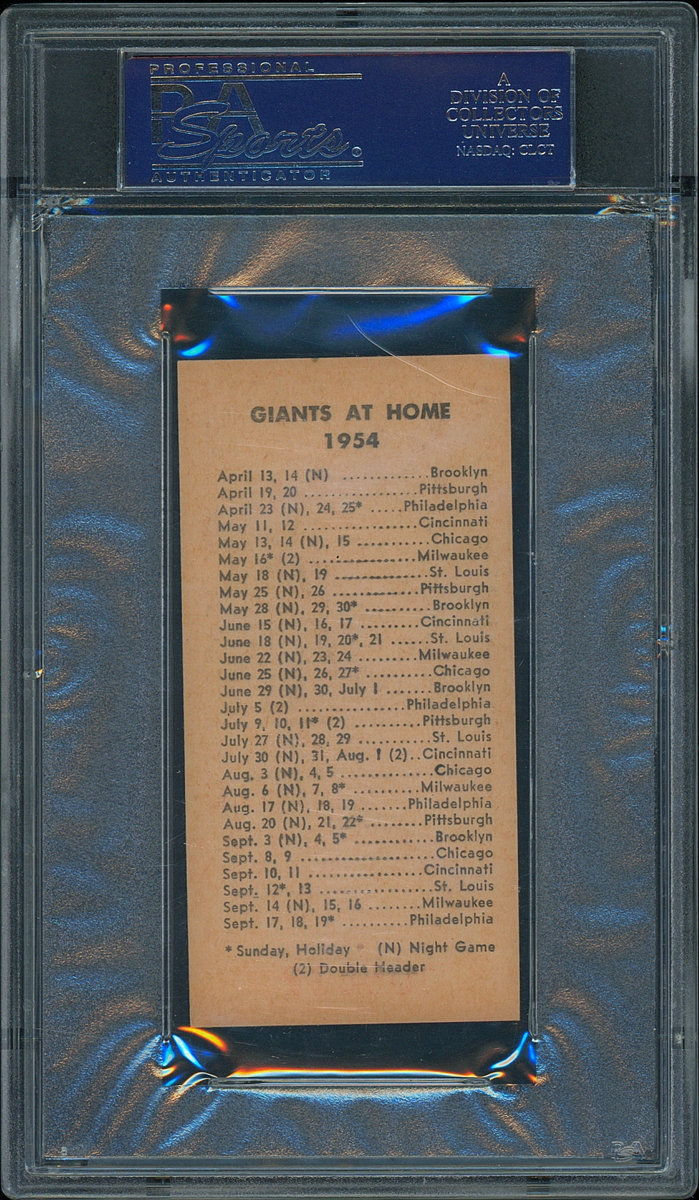 PROFESSIONAL
PSA
Sports
AUTHENTICATOR
A
DIVISION OF
COLLECTORS
UNIVERSE
NASDAQ: CLCT
GIANTS AT HOME
1954
April 13, 14 (N) ............Brooklyn
April 19, 20 ................Pittsburgh
April 23 (N), 24, 25* .....Philadelphia
May 11, 12 ................Cincinnati
May 13, 14 (N), 15 ...........Chicago
May 16* (2) ...............Milwaukee
May 18 (N), 19 .............St. Louis
May 25 (N), 26 ............Pittsburgh
May 28 (N), 29, 30* ..........Brooklyn
June 15 (N), 16, 17 ..........Cincinnati
June 18 (N), 19, 20*, 21 ......St. Louis
June 22 (N), 23, 24 .........Milwaukee
June 25 (N), 26, 27* ..........Chicago
June 29 (N), 30, July 1 .......Brooklyn
July 5 (2) ................Philadelphia
July 9, 10, 11* (2) ..........Pittsburgh
July 27 (N), 28, 29 ...........St. Louis
July 30 (N), 31, Aug. 1 (2)..Cincinnati
Aug. 3 (N), 4, 5 .............Chicago
Aug. 6 (N), 7, 8* ..........Milwaukee
Aug. 17 (N), 18, 19 .......Philadelphia
Aug. 20 (N), 21, 22* ........Pittsburgh
Sept. 3 (N), 4, 5* ............Brooklyn
Sept. 8, 9 ...................Chicago
Sept. 10, 11 .................Cincinnati
Sept. 12*, 13 ................St. Louis
Sept. 14 (N), 15, 16 ........Milwaukee
Sept. 17, 18, 19* ..........Philadelphia
* Sunday, Holiday * (N) Night Game
(2) Double Header
PSA